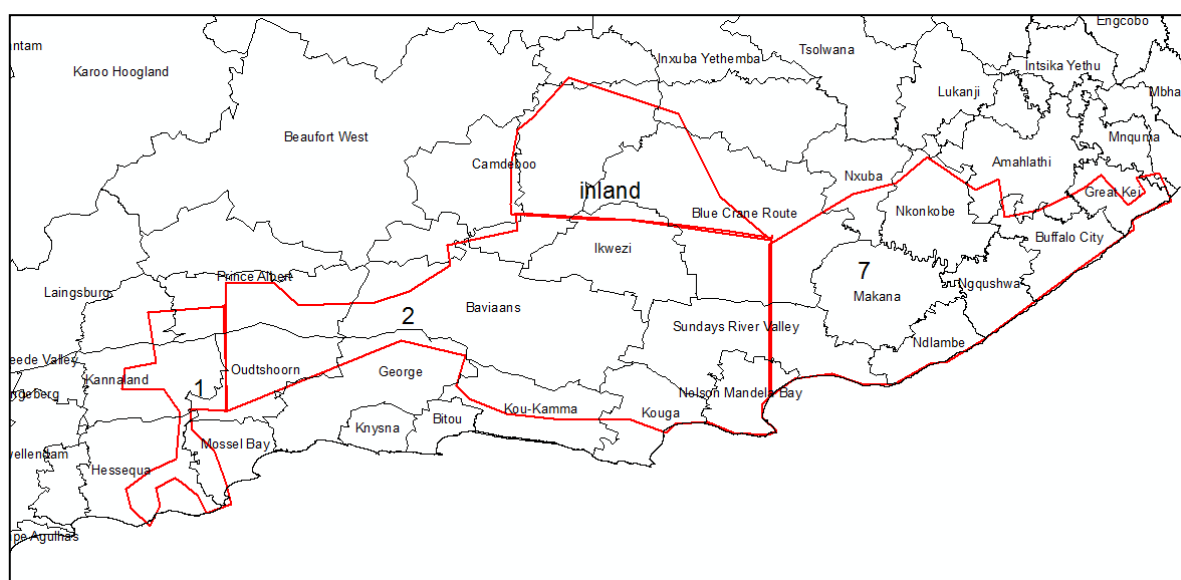 Engcobo
ntam
Tsolwana
Inxuba Yethemba
Intsika Yethu
Karoo Hoogland
Lukanji
Mbha
Beaufort West
Mnquma
Camdeboo
Amahlathi
Nxuba
inland
Great Kei
Blue Crane Route
Nkonkobe
Buffalo City
Ikwezi
7
Prince Albert
Ngqushwa
Laingsburg
Makana
Baviaans
2
Sundays River Valley
Ndlambe
eede Valley
Oudtshoorn
George
Kannaland
1
Nelson Mandela Bay
ngeberg
Kou-Kamma
Kouga
Bitou
Knysna
Mossel Bay
vellendam
Hessequa
ipe Agulhas